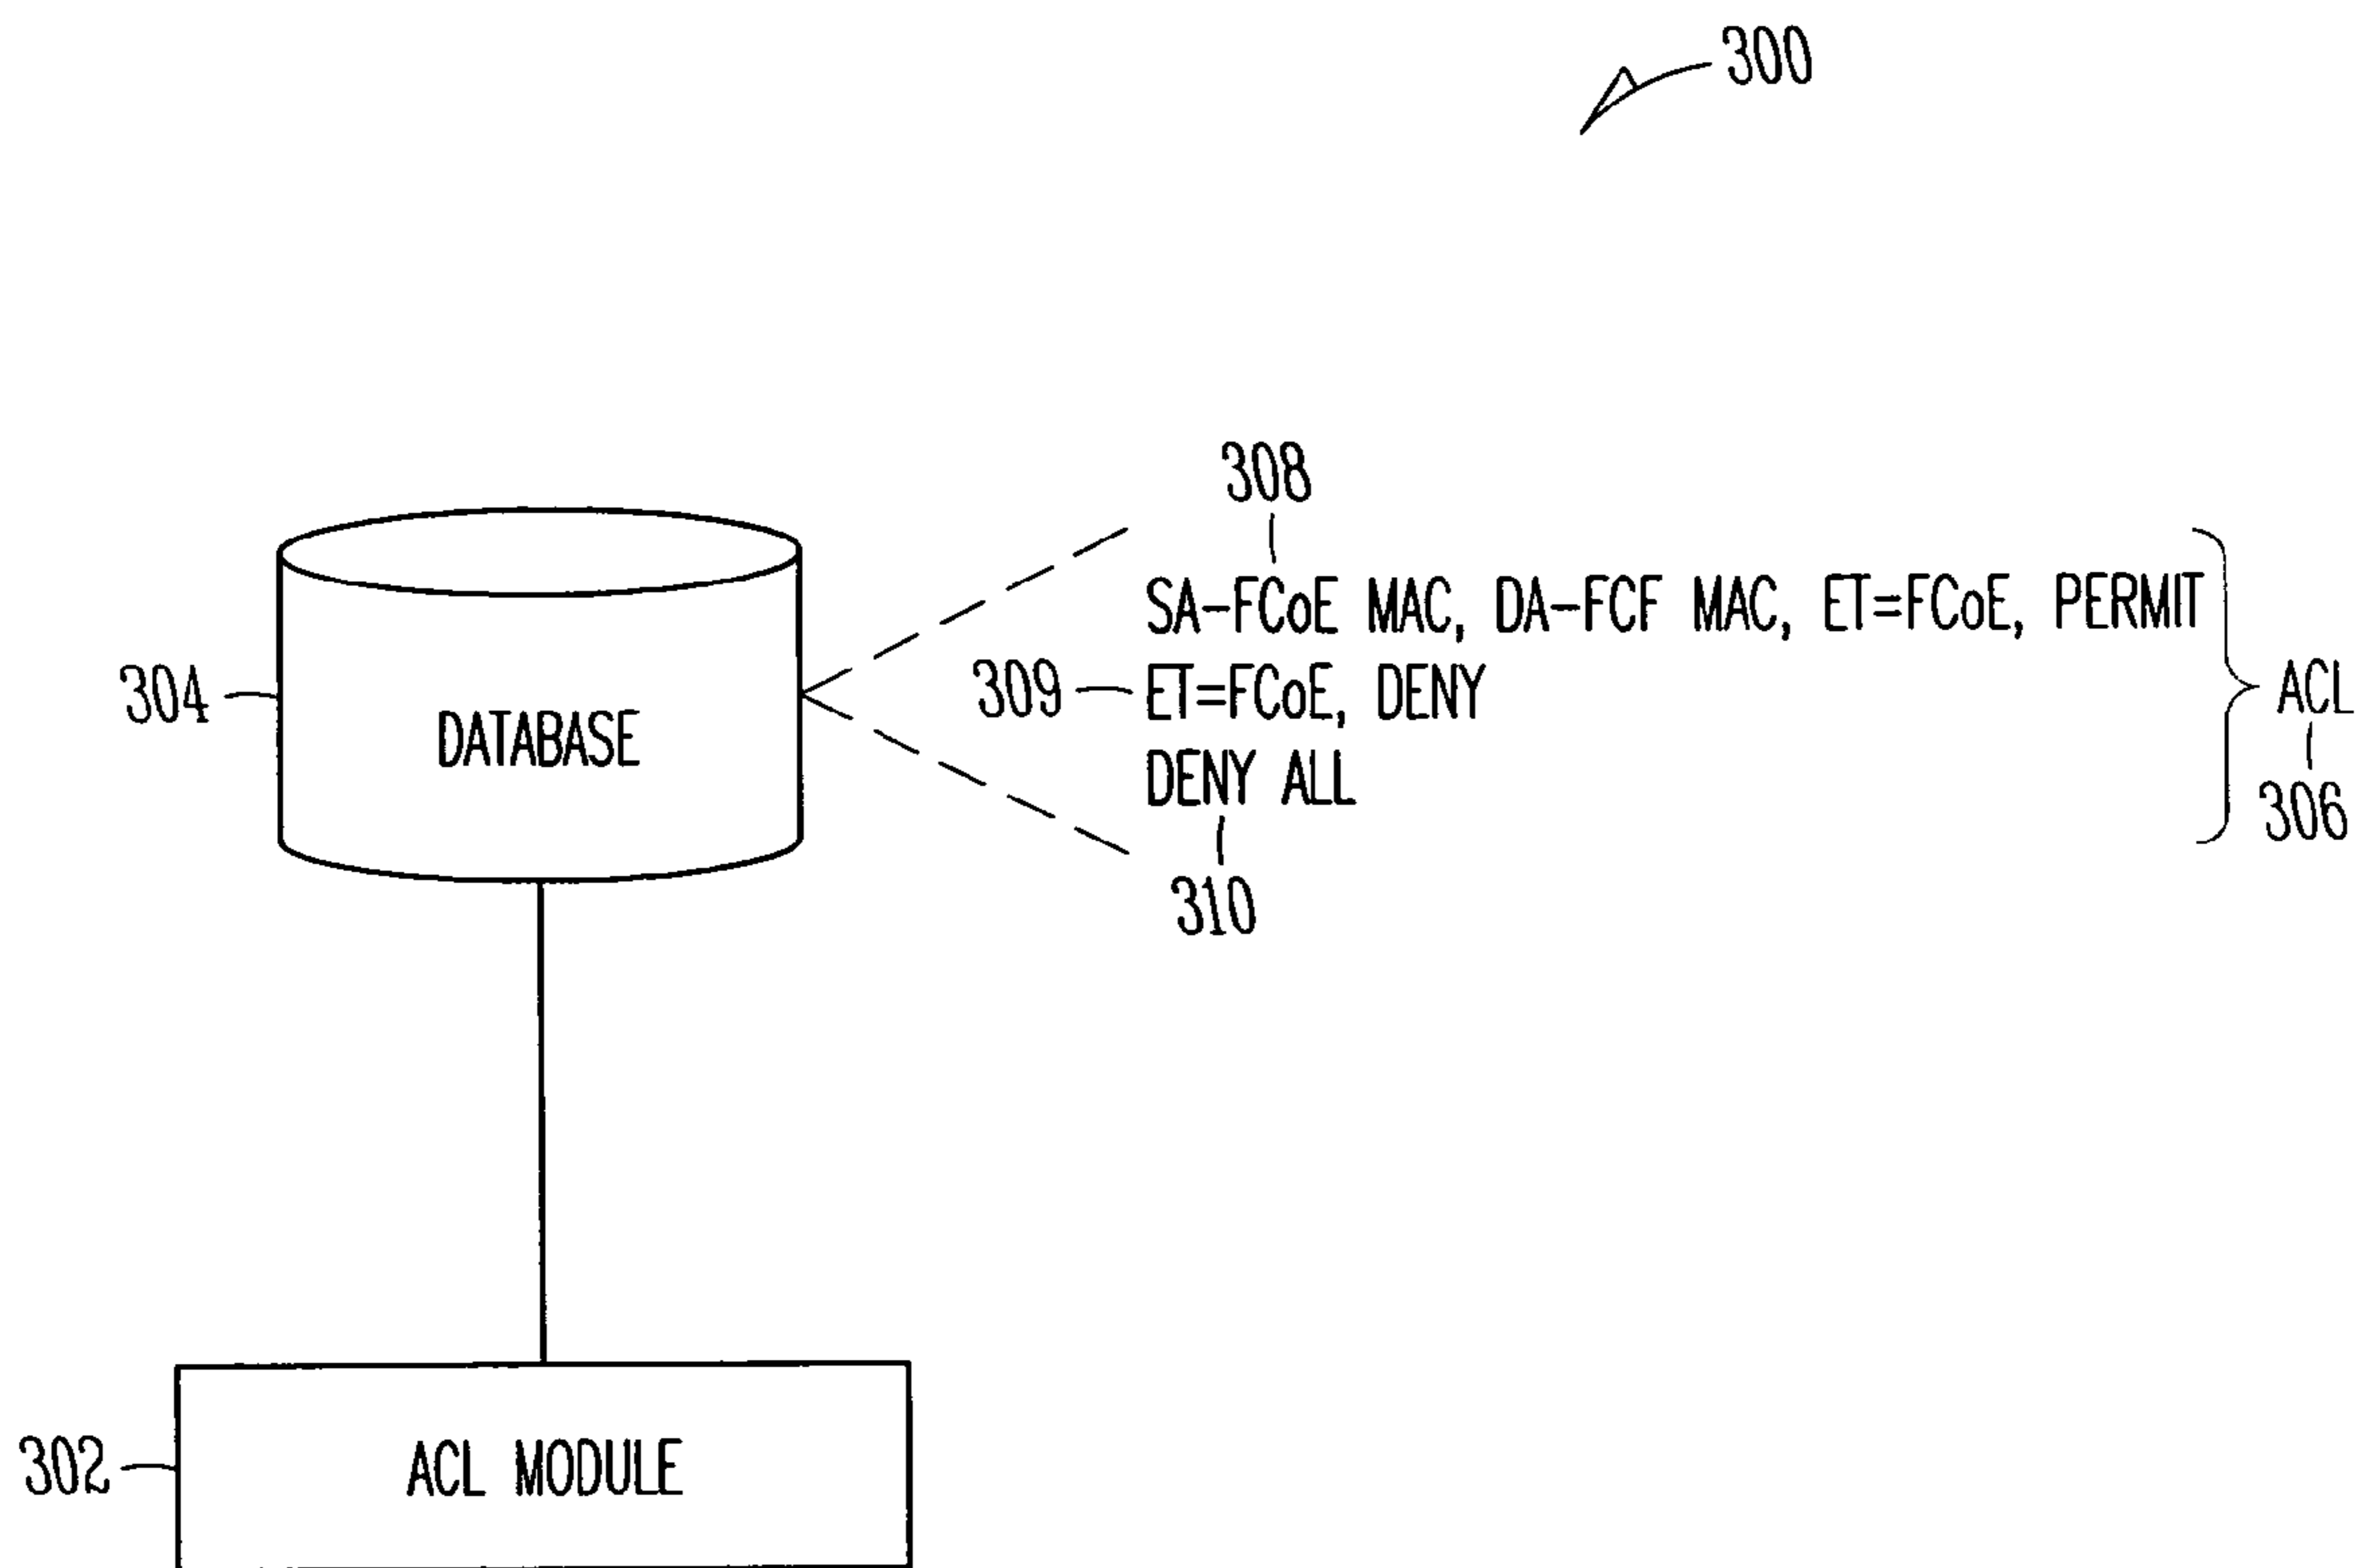 300
308
SA-FCoE MAC, DA-FCF MAC, ET=FCoE, PERMIT
304
DATABASE
309
ET=FCoE, DENY
ACL
DENY ALL
306
310
302
ACL MODULE